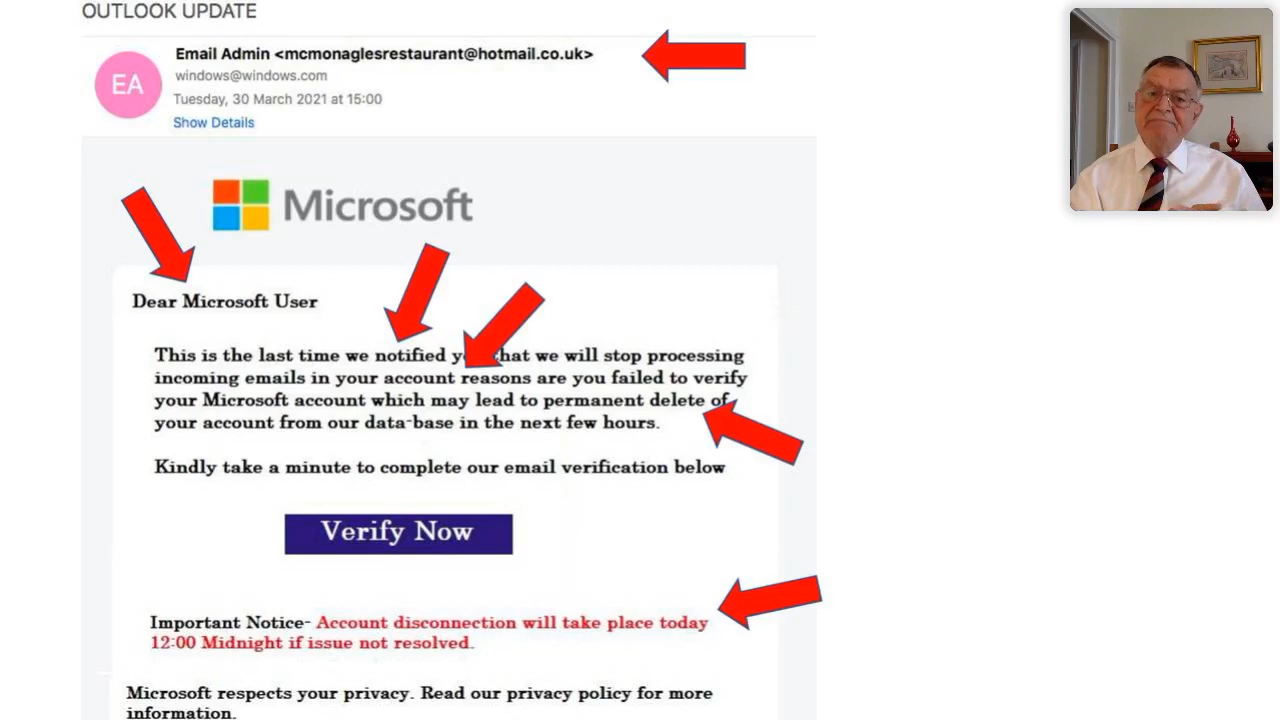 OUTLOOK UPDATE
Email Admin <mcmonaglesrestaurant@hotmail.co.uk>
EA
windows@windows.com
Tuesday, 30 March 2021 at 15:00
Show Details
Microsoft
Dear Microsoft User
This is the last time we notified y hat we will stop processing
incoming emails in your account reasons are you failed to verify
your Microsoft account which may lead to permanent delete of
your account from our data-base in the next few hours.
Kindly take a minute to complete our email verification below
Verify Now
Important Notice- Account disconnection will take place today
12:00 Midnight if issue not resolved.
Microsoft respects your privacy. Read our privacy policy for more
information.